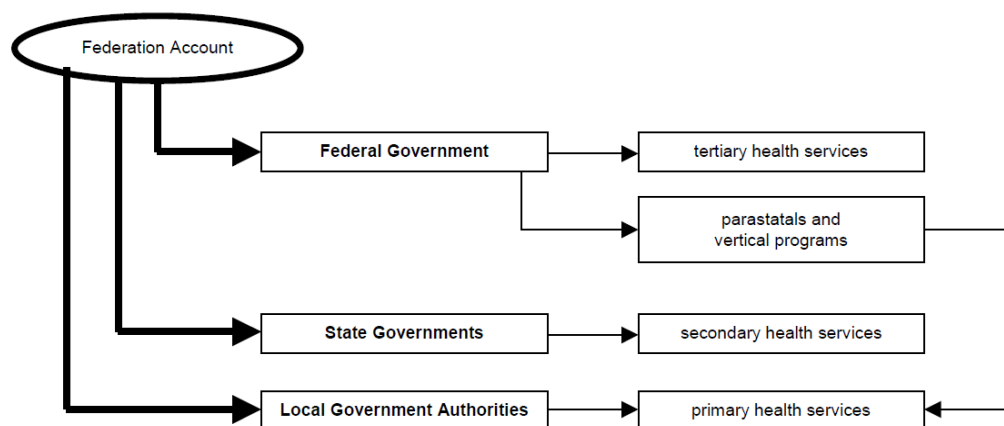 Federation Account
Federal Government
tertiary health services
parastatals and
vertical programs
State Governments
secondary health services
Local Government Authorities
primary health services